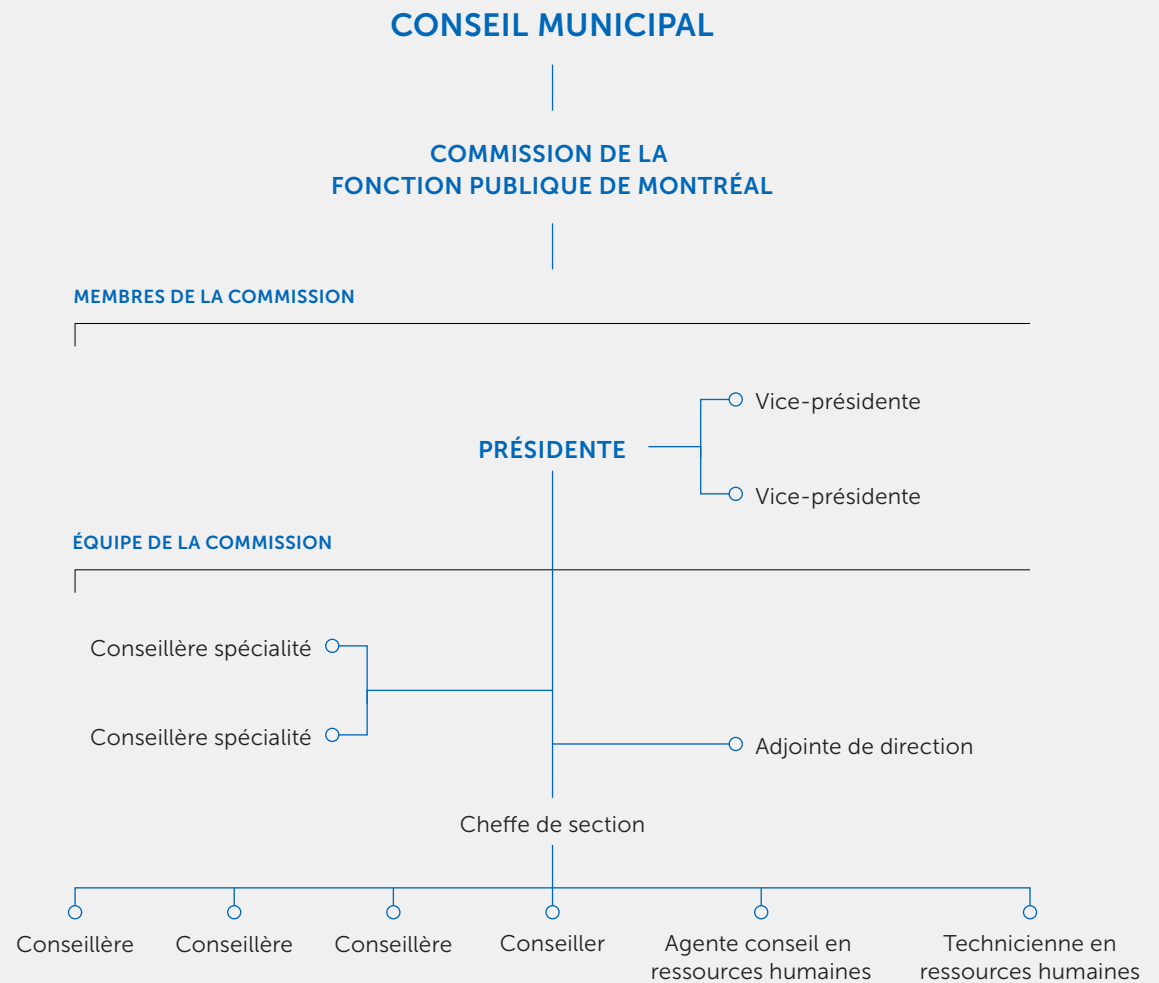 CONSEIL MUNICIPAL
COMMISSION DE LA
FONCTION PUBLIQUE DE MONTRÉAL
MEMBRES DE LA COMMISSION
Vice-présidente
PRÉSIDENTE
Vice-présidente
ÉQUIPE DE LA COMMISSION
Conseillère spécialité
Conseillère spécialité
Adjointe de direction
Cheffe de section
Conseillère
Conseillère
Conseillère
Conseiller
Agente conseil en
ressources humaines
Technicienne en
ressources humaines